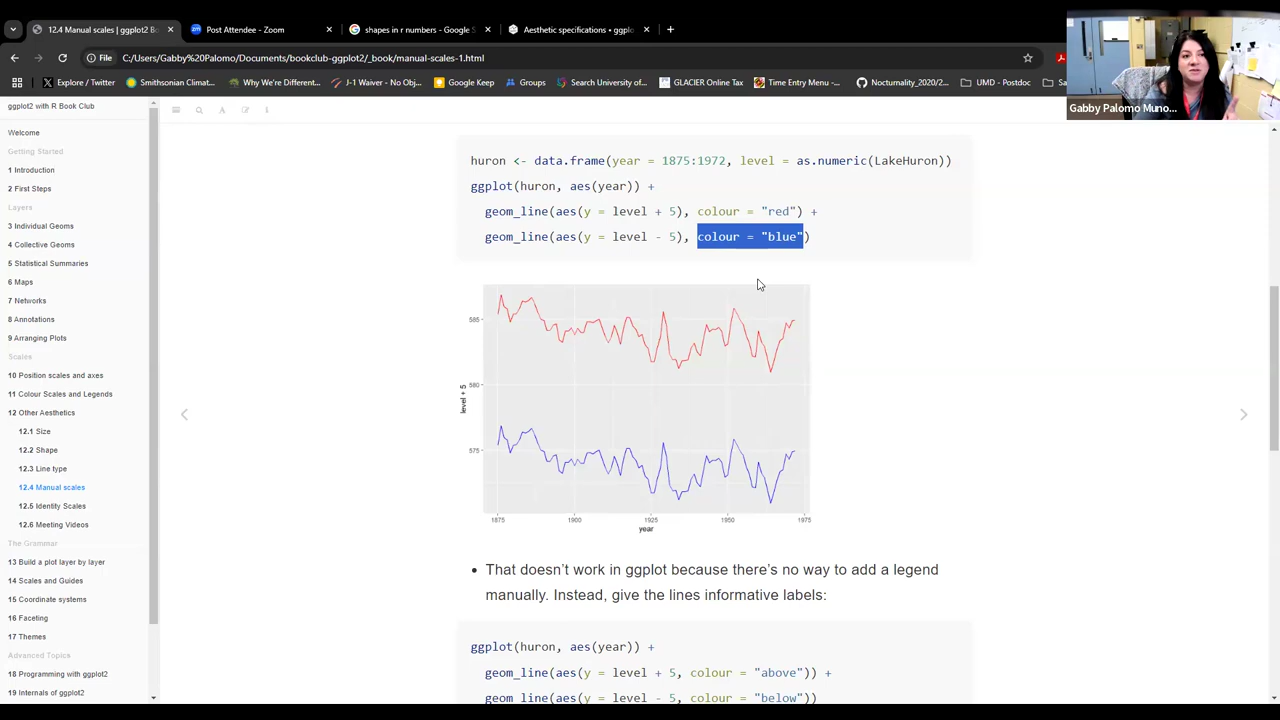 12.4 Manual scales | ggplot2 B
Post Attendee - Zoom
shapes in r numbers - Google S
Aesthetic specifications • ggplo
File
C:/Users/Gabby%20Palomo/Documents/bookclub-ggplot2/_book/manual-scales-1.html
Explore / Twitter
Smithsonian Climat...
Why We're Different...
J-1 Waiver - No Obj...
Google Keep
Groups
Search University of...
GLACIER Online Tax
Time Entry Menu -...
Nocturnality_2020/2...
UMD - Postdoc
Sa
Gabby Palomo Muno...
ggplot2 with R Book Club
Welcome
Getting Started
1 Introduction
2 First Steps
Layers
3 Individual Geoms
4 Collective Geoms
5 Statistical Summaries
6 Maps
7 Networks
8 Annotations
9 Arranging Plots
Scales
10 Position scales and axes
11 Colour Scales and Legends
12 Other Aesthetics
12.1 Size
12.2 Shape
12.3 Line type
12.4 Manual scales
12.5 Identity Scales
12.6 Meeting Videos
The Grammar
13 Build a plot layer by layer
14 Scales and Guides
15 Coordinate systems
16 Faceting
17 Themes
Advanced Topics
18 Programming with ggplot2
19 Internals of ggplot2
huron <- data.frame(year = 1875:1972, level = as.numeric(LakeHuron))
ggplot(huron, aes(year)) +
geom_line(aes(y = level + 5), colour = "red") +
geom_line(aes(y = level - 5), colour = "blue")
585
580
575
level + 5
1875
1900
1925
1950
1975
year
• That doesn't work in ggplot because there's no way to add a legend
manually. Instead, give the lines informative labels:
ggplot(huron, aes(year)) +
geom_line(aes(y = level + 5, colour = "above")) +
geom_line(aes(y = level - 5, colour = "below"))